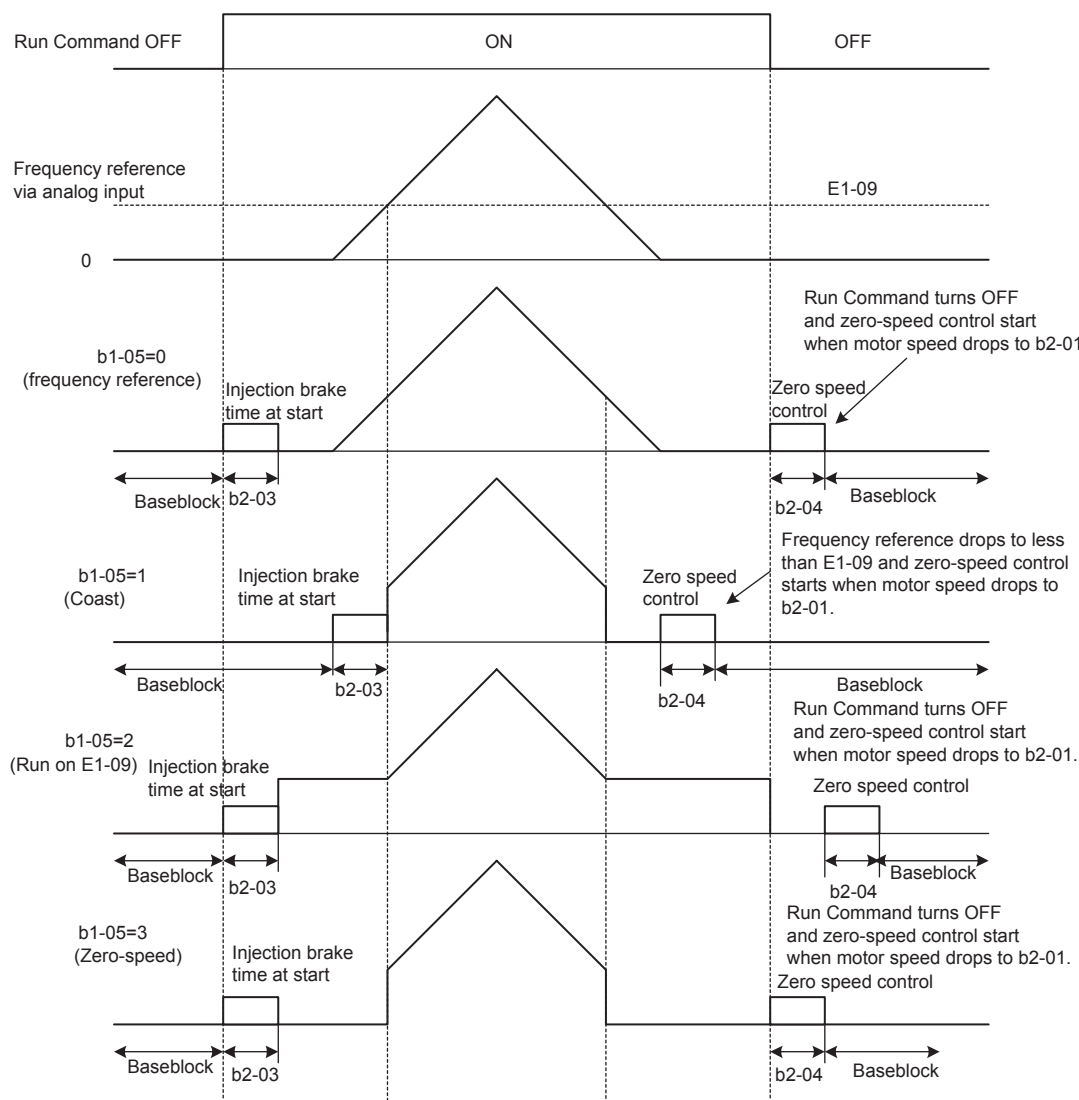 Run Command OFF
ON
OFF
Frequency reference
via analog input
E1-09
0
Run Command turns OFF
and zero-speed control start
when motor speed drops to b2-01
b1-05=0
(frequency reference)
Injection brake
time at start
Zero speed
control
Baseblock
b2-03
b2-04
Baseblock
Frequency reference drops to less
than E1-09 and zero-speed control
starts when motor speed drops to
b2-01.
b1-05=1
(Coast)
Injection brake
time at start
Zero speed
control
Baseblock
b2-03
b2-04
Baseblock
Run Command turns OFF
and zero-speed control start
when motor speed drops to b2-01.
b1-05=2
(Run on E1-09)
Injection brake
time at start
Zero speed control
Baseblock
b2-03
b2-04
Baseblock
Run Command turns OFF
and zero-speed control start
when motor speed drops to b2-01.
b1-05=3
(Zero-speed)
Injection brake
time at start
Zero speed control
Baseblock
b2-03
b2-04
Baseblock